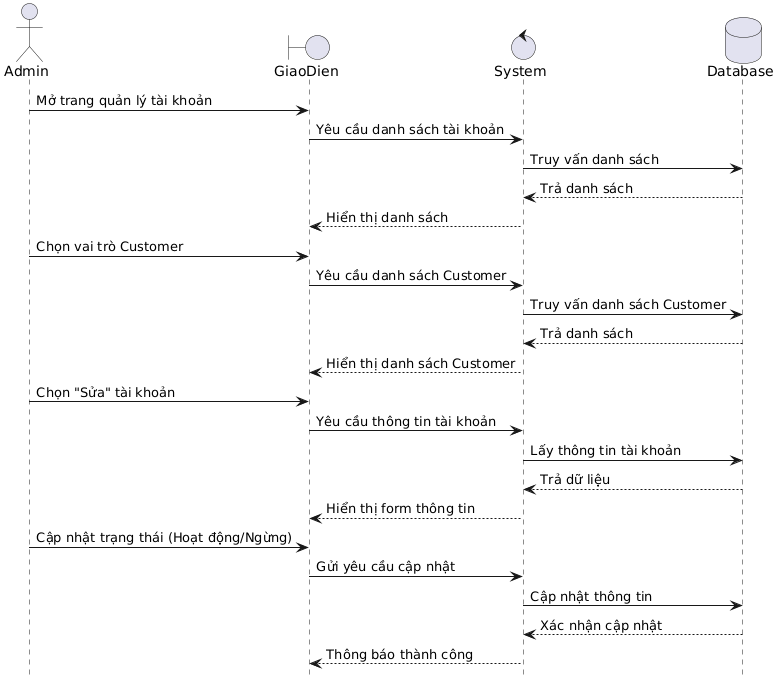 Admin
GiaoDien
System
Database
Mở trang quản lý tài khoản
Yêu cầu danh sách tài khoản
Truy vấn danh sách
Trả danh sách
Hiển thị danh sách
Chọn vai trò Customer
Yêu cầu danh sách Customer
Truy vấn danh sách Customer
Trả danh sách
Hiển thị danh sách Customer
Chọn "Sửa" tài khoản
Yêu cầu thông tin tài khoản
Lấy thông tin tài khoản
Trả dữ liệu
Hiển thị form thông tin
Cập nhật trạng thái (Hoạt động/Ngừng)
Gửi yêu cầu cập nhật
Cập nhật thông tin
Xác nhận cập nhật
Thông báo thành công